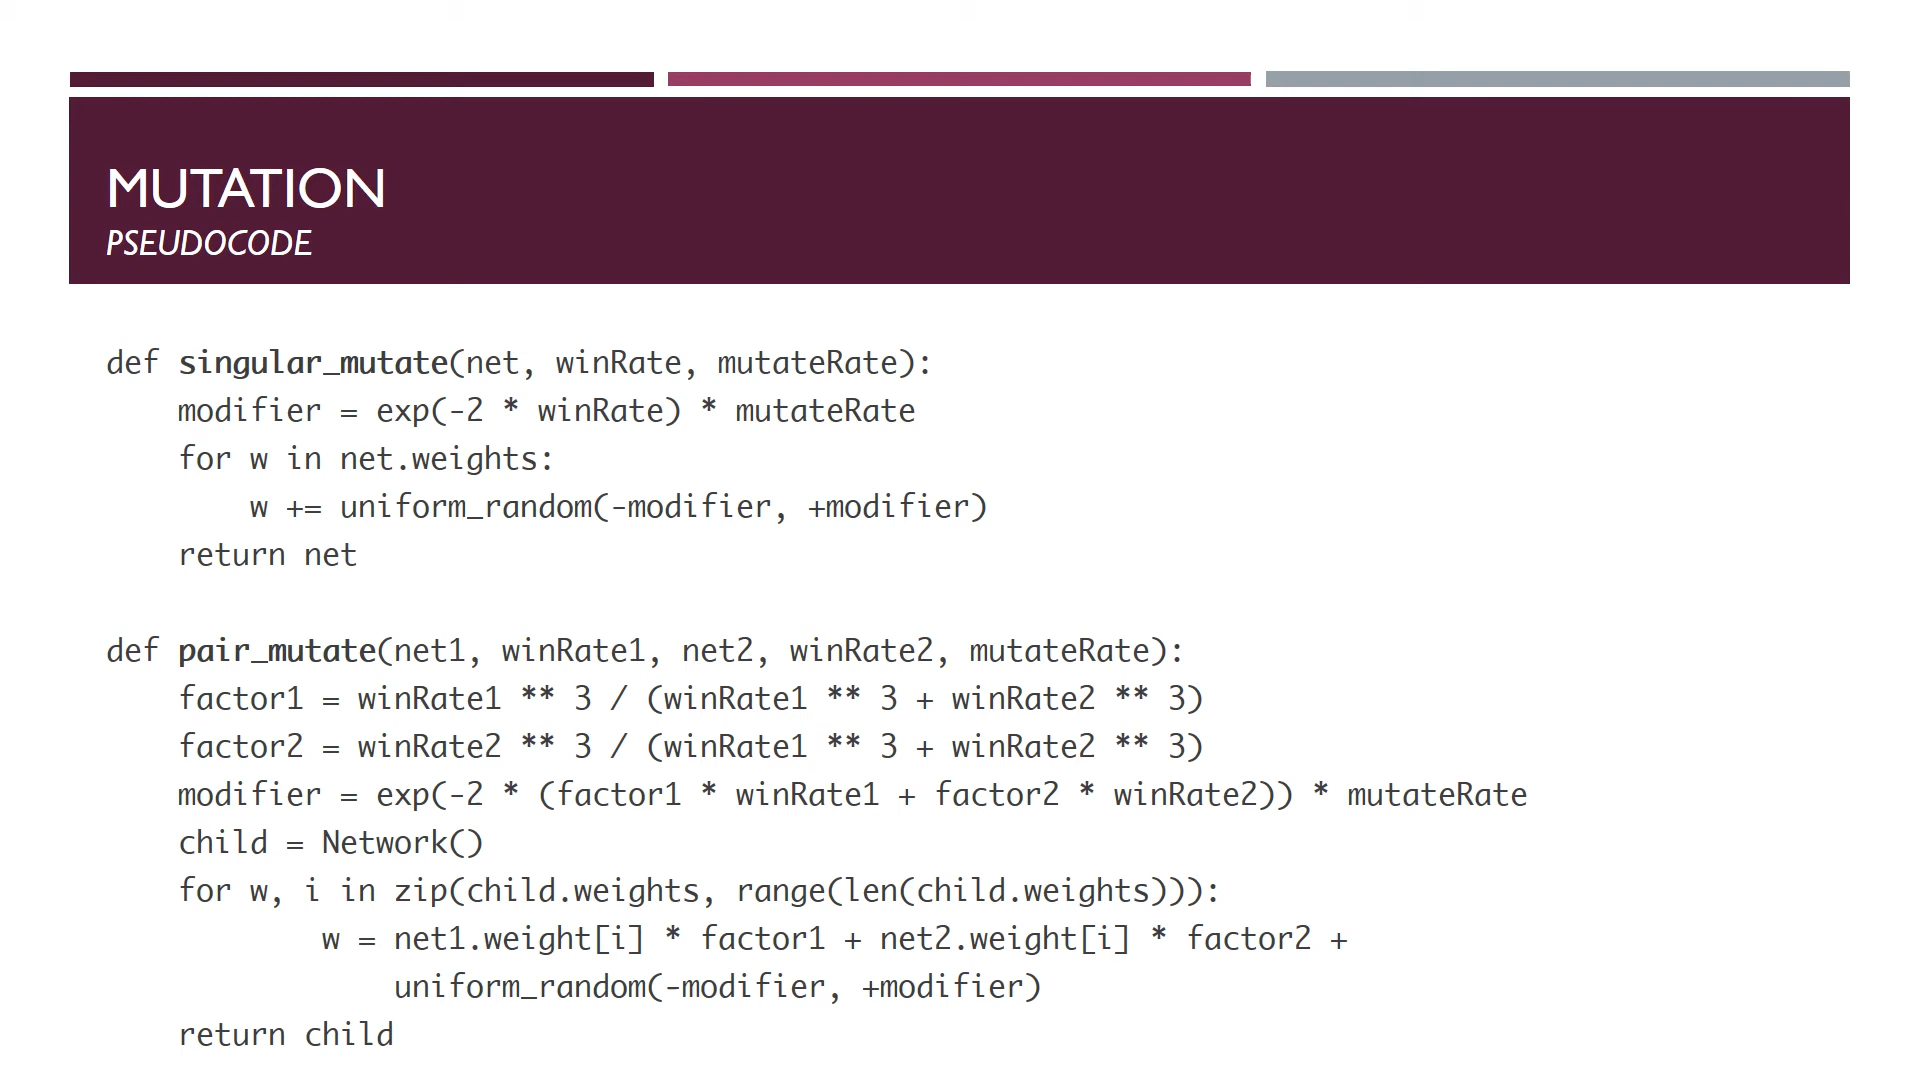 MUTATION
PSEUDOCODE
def singular_mutate(net, winRate, mutateRate):
    modifier = exp(-2 * winRate) * mutateRate
    for w in net.weights:
        w += uniform_random(-modifier, +modifier)
    return net

def pair_mutate(net1, winRate1, net2, winRate2, mutateRate):
    factor1 = winRate1 ** 3 / (winRate1 ** 3 + winRate2 ** 3)
    factor2 = winRate2 ** 3 / (winRate1 ** 3 + winRate2 ** 3)
    modifier = exp(-2 * (factor1 * winRate1 + factor2 * winRate2)) * mutateRate
    child = Network()
    for w, i in zip(child.weights, range(len(child.weights))):
            w = net1.weight[i] * factor1 + net2.weight[i] * factor2 +
                uniform_random(-modifier, +modifier)
    return child